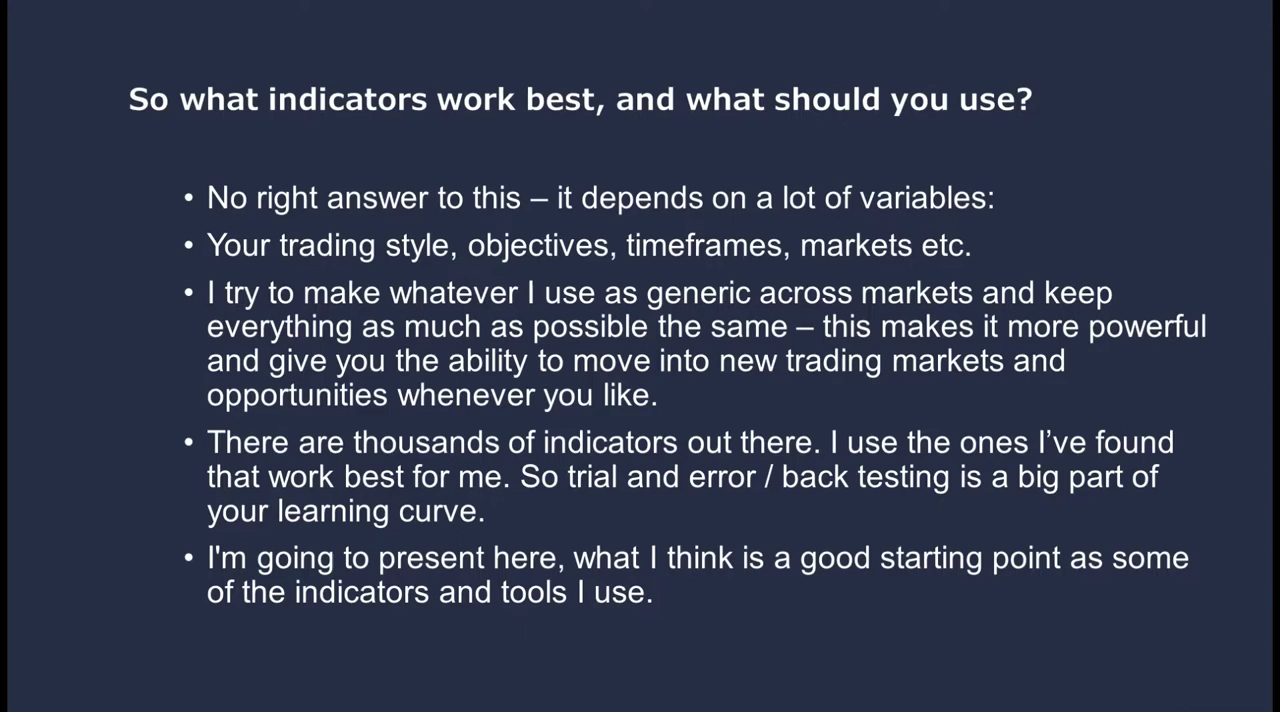 So what indicators work best, and what should you use?
• No right answer to this – it depends on a lot of variables:
• Your trading style, objectives, timeframes, markets etc.
• I try to make whatever I use as generic across markets and keep
everything as much as possible the same – this makes it more powerful
and give you the ability to move into new trading markets and
opportunities whenever you like.
• There are thousands of indicators out there. I use the ones I’ve found
that work best for me. So trial and error / back testing is a big part of
your learning curve.
• I'm going to present here, what I think is a good starting point as some
of the indicators and tools I use.